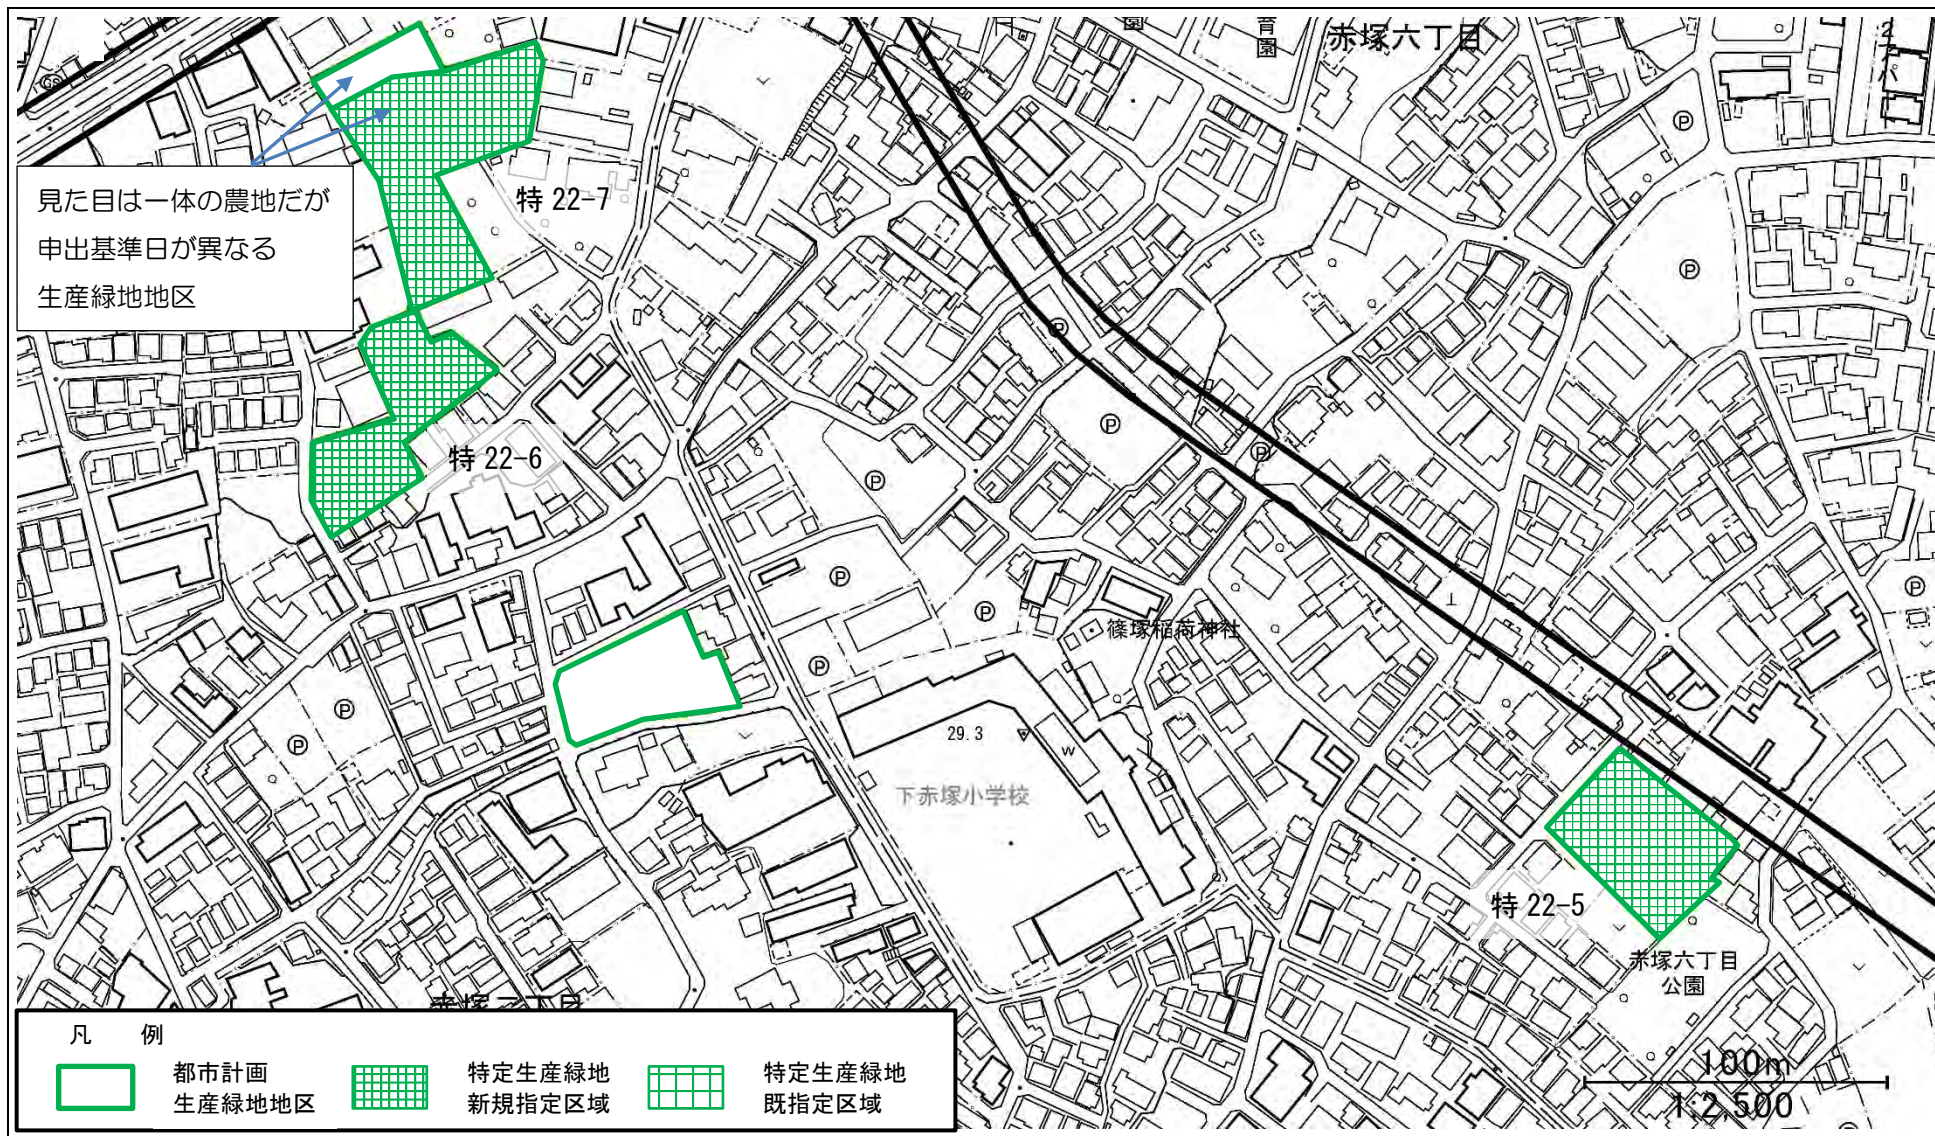 赤塚六丁目
育園
園
GS
見た目は一体の農地だが
申出基準日が異なる
生産緑地地区
特 22-7
特 22-6
P
P
P
P
P
P
P
P
P
P
P
P
篠塚稲荷神社
29.3
W
下赤塚小学校
特 22-5
赤塚六丁目
公園
凡 例
都市計画
生産緑地地区
特定生産緑地
新規指定区域
特定生産緑地
既指定区域
100m
1:2,500